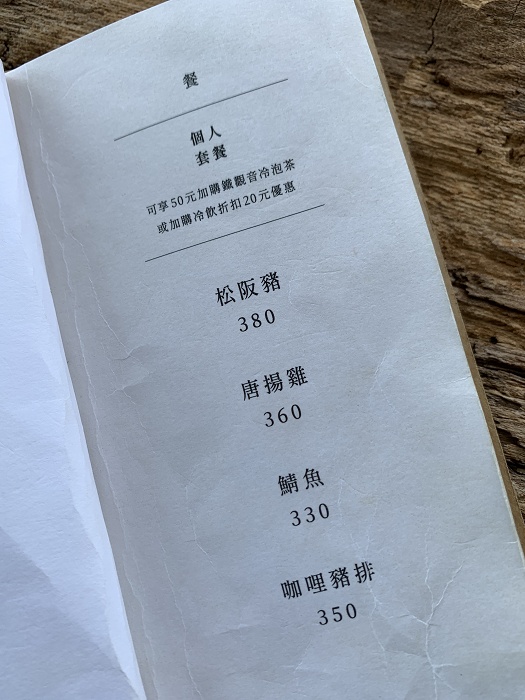 餐
個人
套餐
可享50元加購鐵觀音冷泡茶
或加購冷飲折扣20元優惠
松阪豬
380
唐揚雞
360
鯖魚
330
咖哩豬排
350